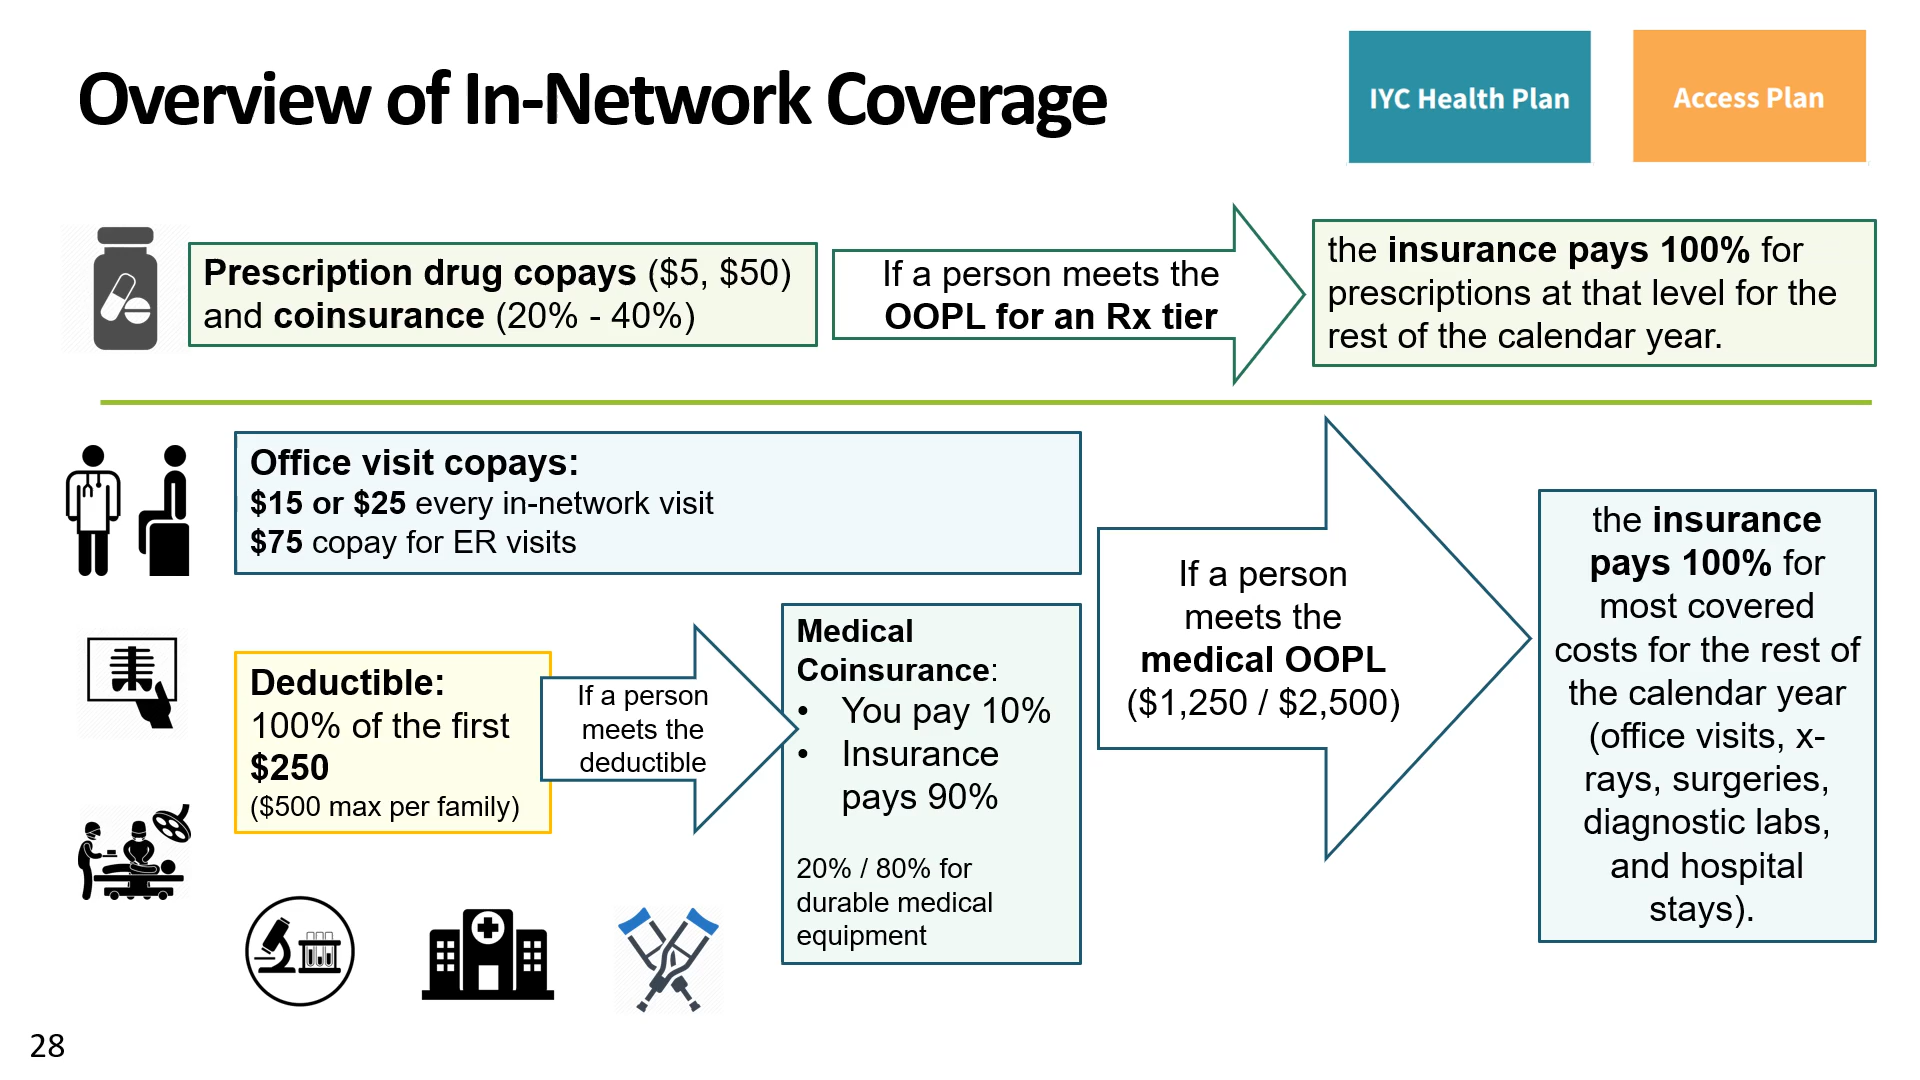 Overview of In-Network Coverage
IYC Health Plan
Access Plan
Prescription drug copays ($5, $50)
and coinsurance (20% - 40%)
If a person meets the
OOPL for an Rx tier
the insurance pays 100% for
prescriptions at that level for the
rest of the calendar year.
Office visit copays:
$15 or $25 every in-network visit
$75 copay for ER visits
Deductible:
100% of the first
$250
($500 max per family)
If a person
meets the
deductible
Medical
Coinsurance:
• You pay 10%
• Insurance
pays 90%
20% / 80% for
durable medical
equipment
If a person
meets the
medical OOPL
($1,250 / $2,500)
the insurance
pays 100% for
most covered
costs for the rest of
the calendar year
(office visits, x-
rays, surgeries,
diagnostic labs,
and hospital
stays).
28